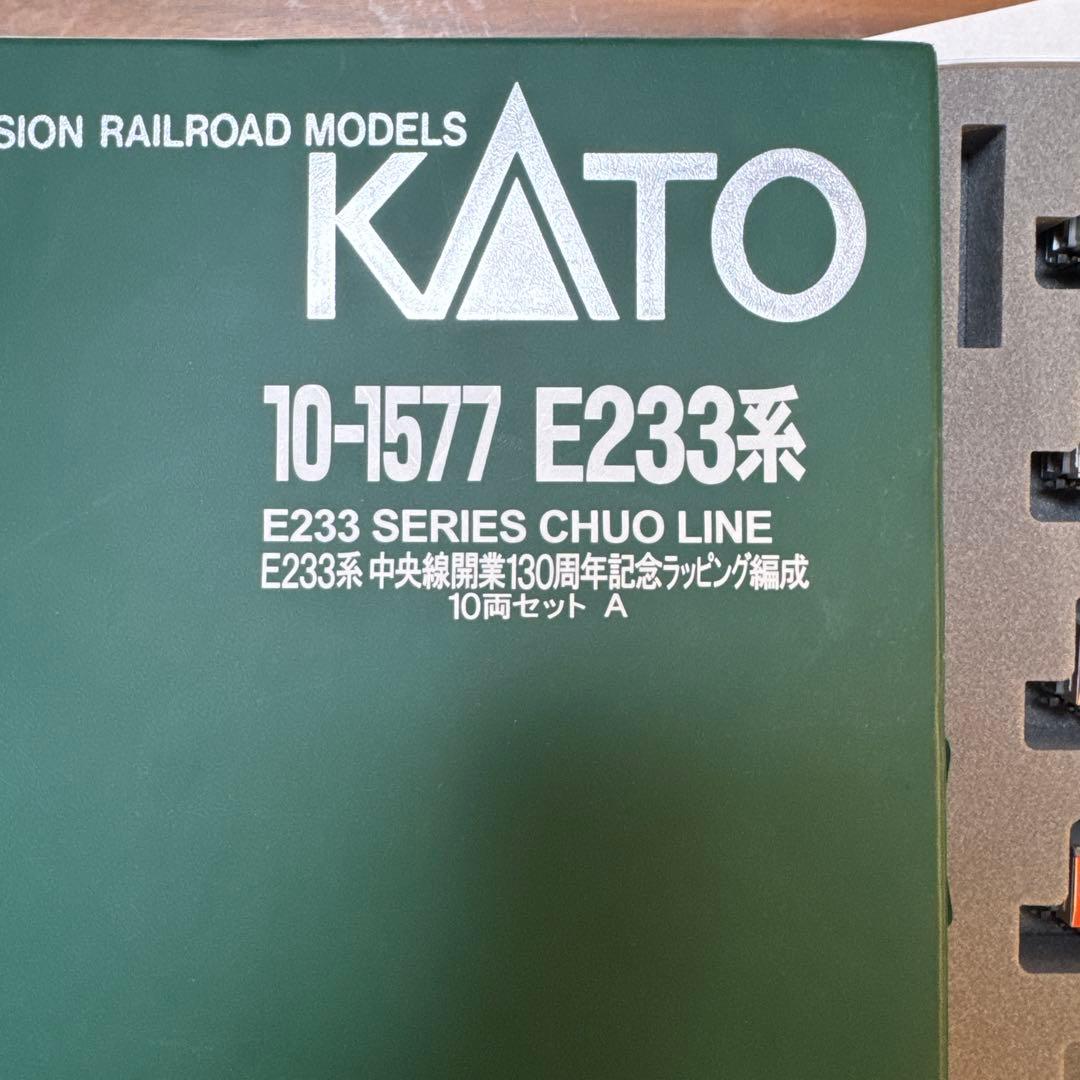 SION RAILROAD MODELS
KATO
10-1577 E233系
E233 SERIES CHUO LINE
E233系 中央線開業130周年記念ラッピング編成
10両セット A